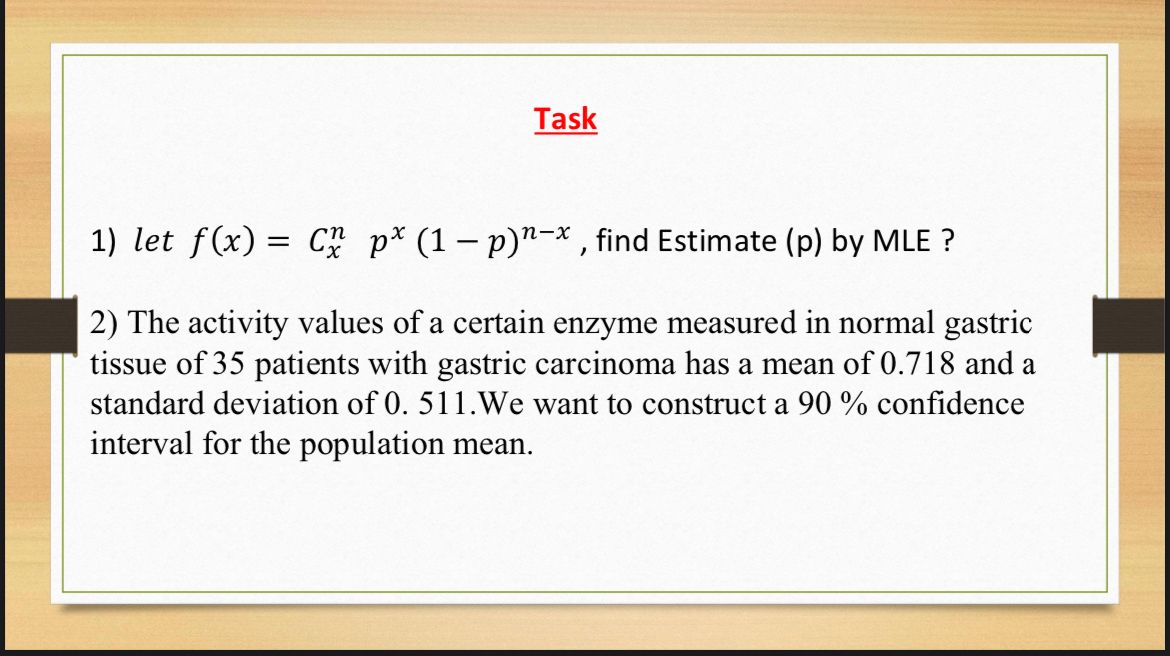 Task
1) let f(x) = Cₓⁿ pˣ (1 − p)ⁿ⁻ˣ , find Estimate (p) by MLE ?
2) The activity values of a certain enzyme measured in normal gastric
tissue of 35 patients with gastric carcinoma has a mean of 0.718 and a
standard deviation of 0. 511.We want to construct a 90 % confidence
interval for the population mean.